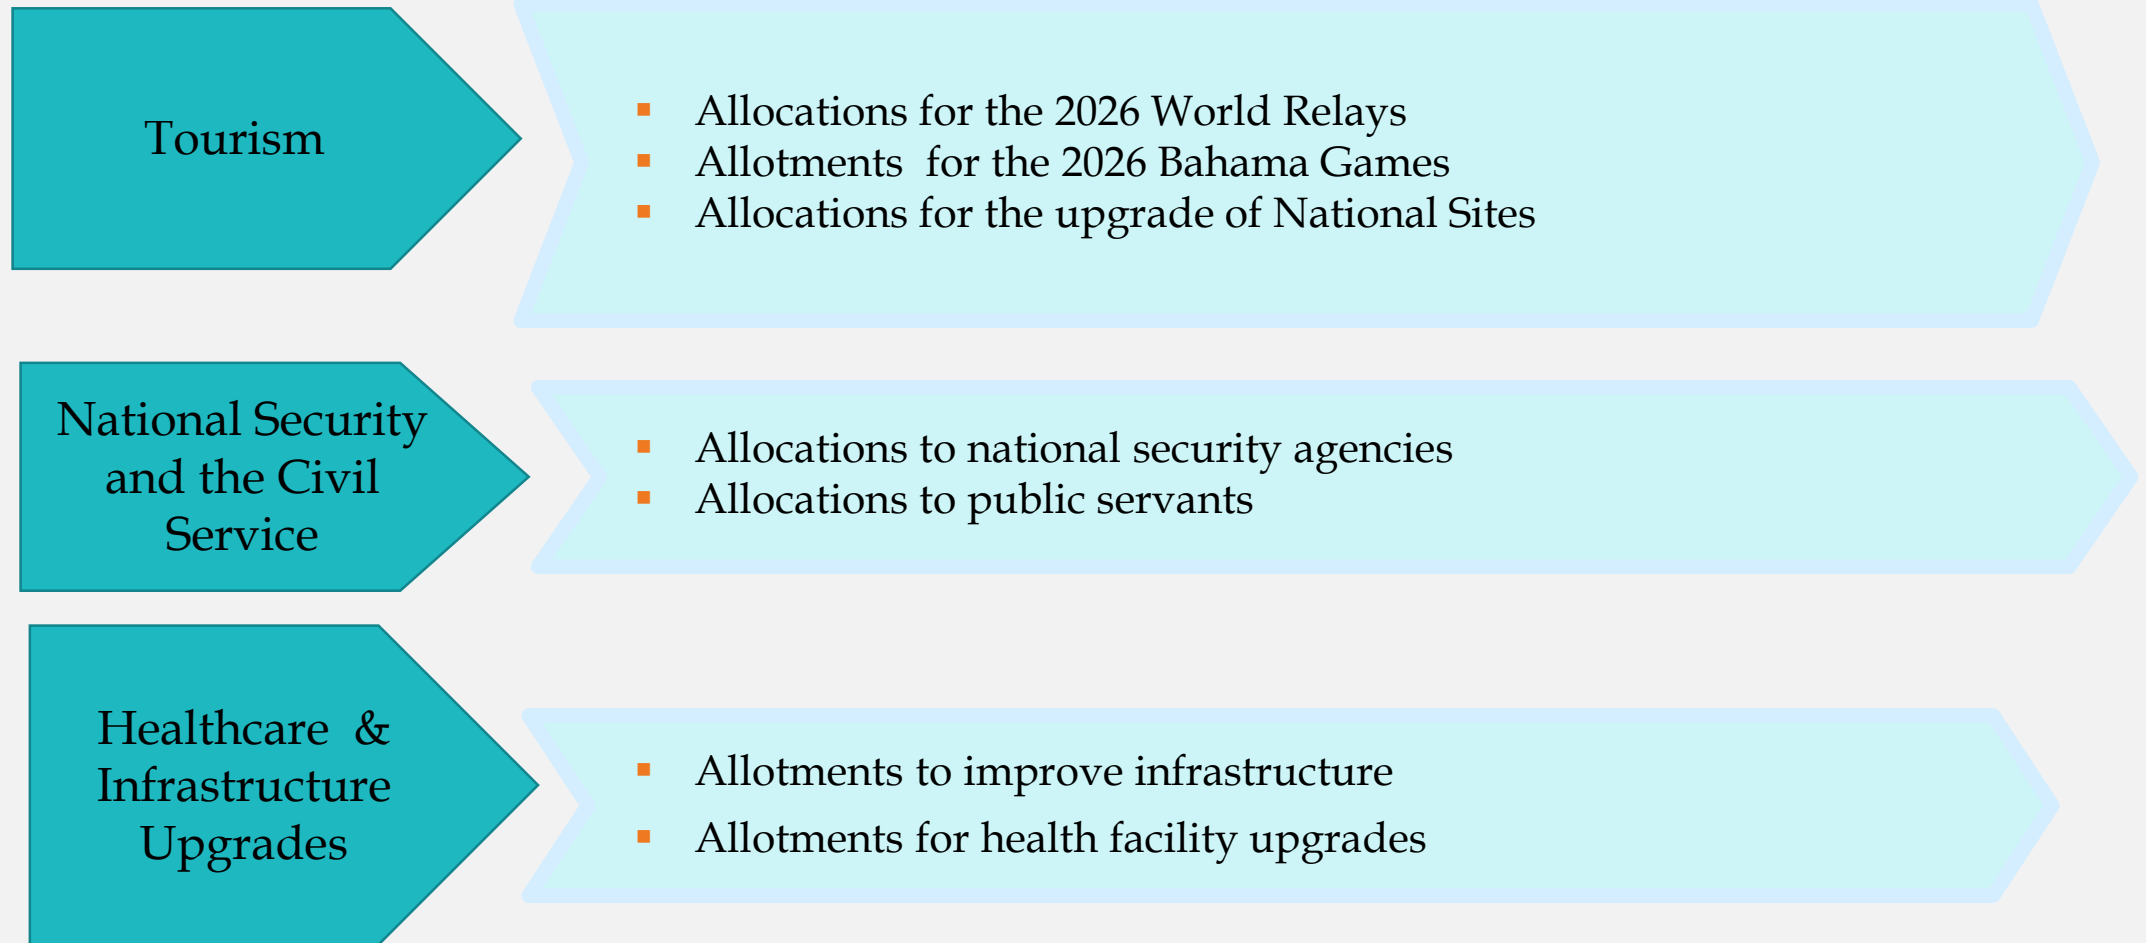 Tourism
▪ Allocations for the 2026 World Relays
▪ Allotments  for the 2026 Bahama Games
▪ Allocations for the upgrade of National Sites
National Security
and the Civil
Service
▪ Allocations to national security agencies
▪ Allocations to public servants
Healthcare  &
Infrastructure
Upgrades
▪ Allotments to improve infrastructure
▪ Allotments for health facility upgrades